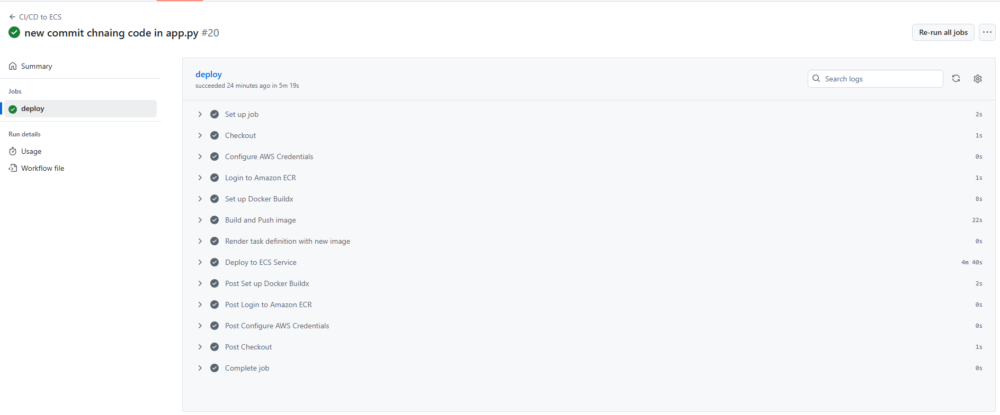 CI/CD to ECS
new commit chnaing code in app.py #20
Re-run all jobs
Summary
Jobs
deploy
Run details
Usage
Workflow file
deploy
succeeded 24 minutes ago in 5m 19s
Search logs
Set up job 2s
Checkout 1s
Configure AWS Credentials 0s
Login to Amazon ECR 1s
Set up Docker Buildx 8s
Build and Push image 22s
Render task definition with new image 0s
Deploy to ECS Service 4m 40s
Post Set up Docker Buildx 2s
Post Login to Amazon ECR 0s
Post Configure AWS Credentials 0s
Post Checkout 1s
Complete job 0s